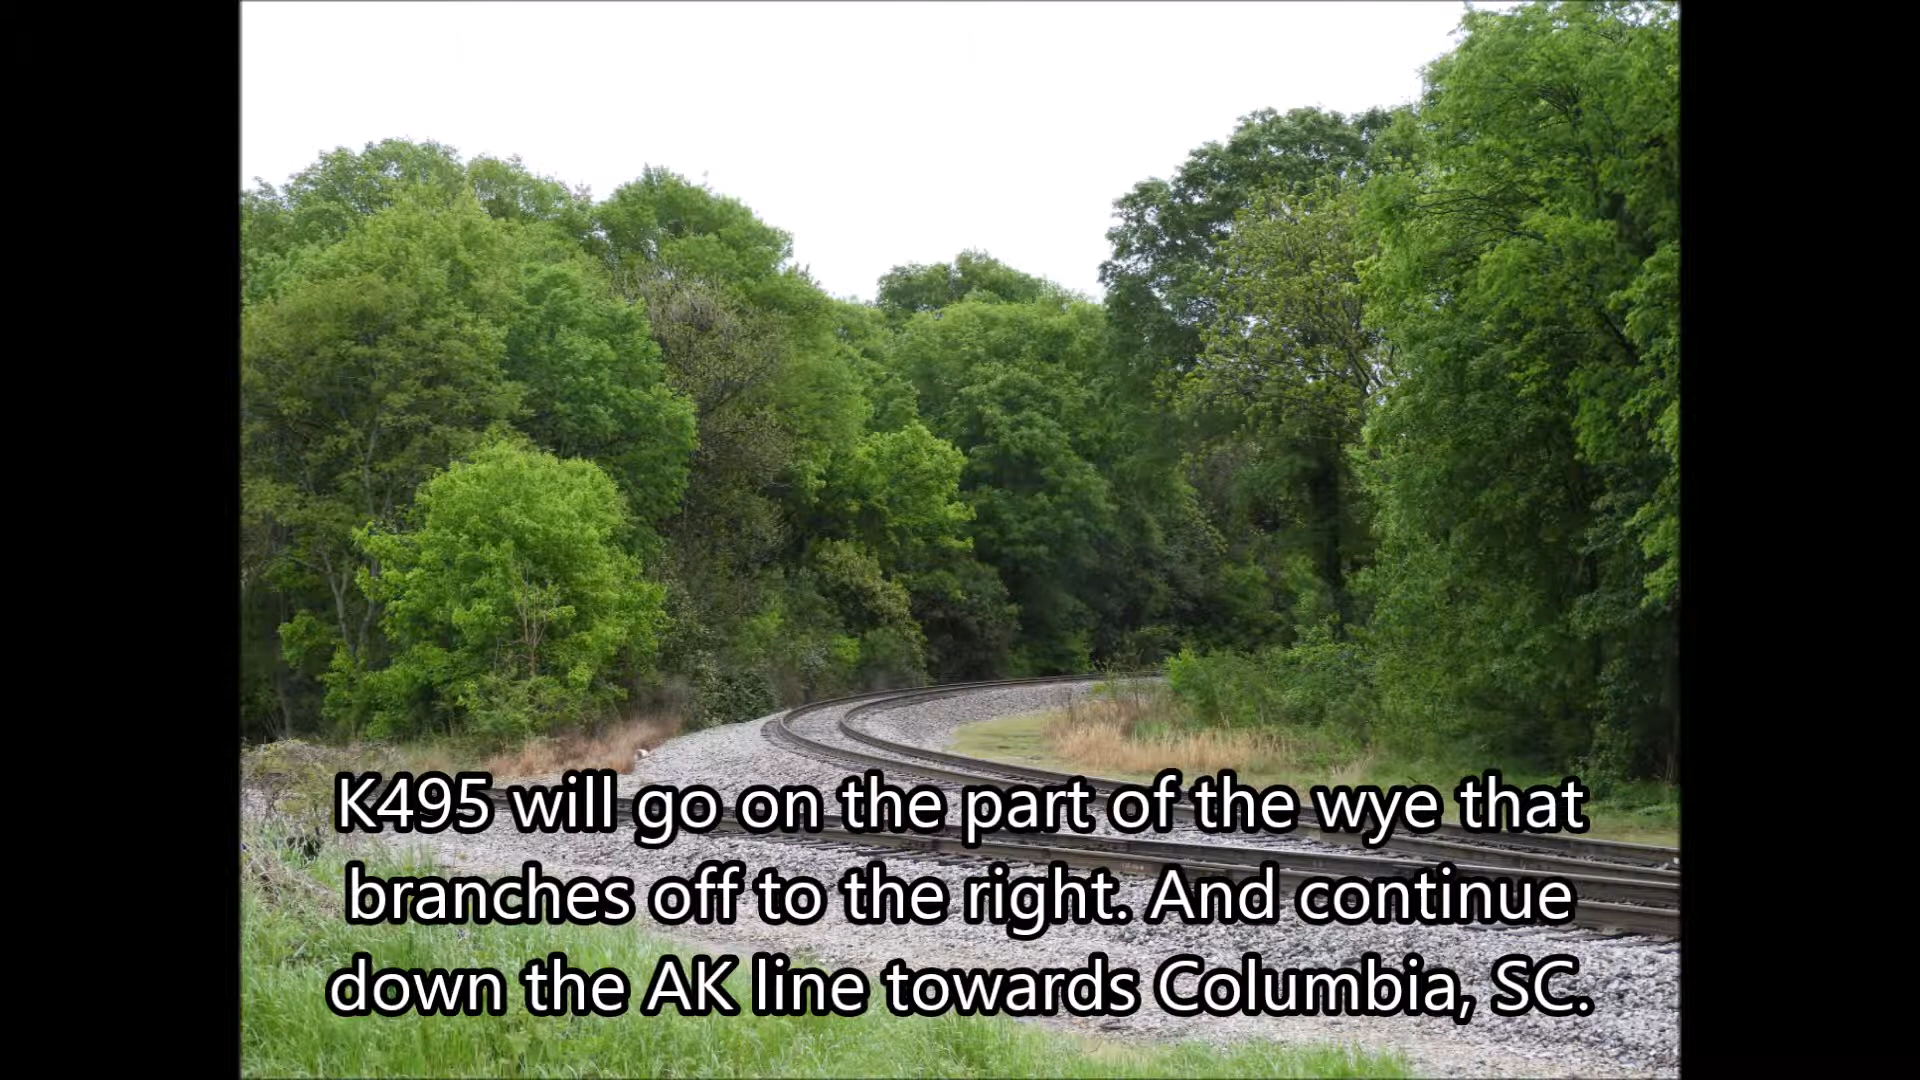 K495 will go on the part of the wye that
branches off to the right. And continue
down the AK line towards Columbia, SC.